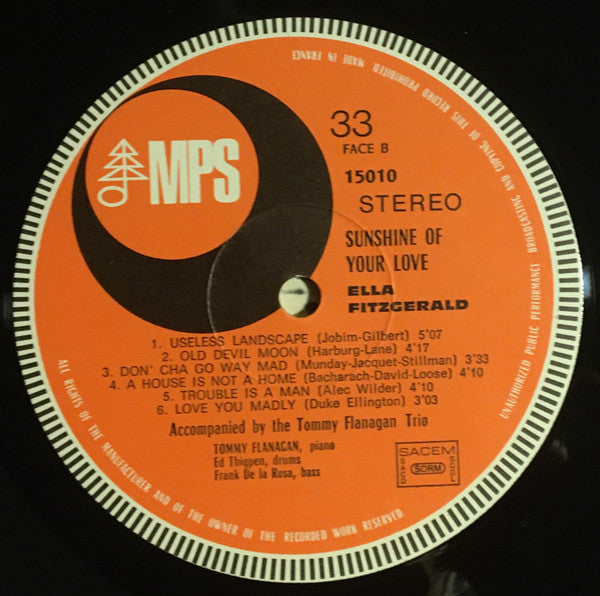 MPS
33
FACE B
15010
STEREO
SUNSHINE OF
YOUR LOVE
ELLA
FITZGERALD
1. USELESS LANDSCAPE (Jobim-Gilbert) 5'07
2. OLD DEVIL MOON (Harburg-Lane) 4'17
3. DON' CHA GO WAY MAD (Munday-Jacquet-Stillman) 3'33
4. A HOUSE IS NOT A HOME (Bacharach-David-Loose) 4'10
5. TROUBLE IS A MAN (Alec Wilder) 4'10
6. LOVE YOU MADLY (Duke Ellington) 3'03
Accompanied by the Tommy Flanagan Trio
TOMMY FLANAGAN, piano
Ed Thigpen, drums
Frank De la Rosa, bass
SACEM
SACD
SDRM
SGDL
ALL RIGHTS OF THE MANUFACTURER AND OF THE OWNER OF THE RECORDED WORK RESERVED.
UNAUTHORIZED PUBLIC PERFORMANCE BROADCASTING AND COPYING OF THIS RECORD PROHIBITED MADE IN FRANCE